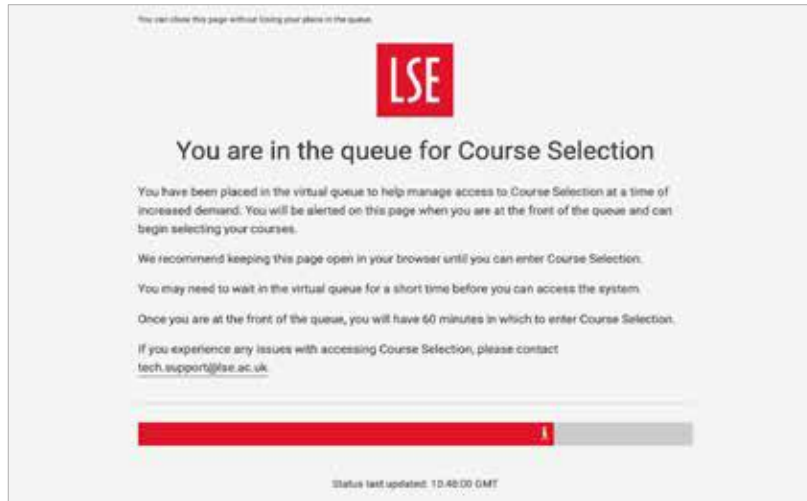 You can close this page without losing your place in the queue.
LSE
You are in the queue for Course Selection
You have been placed in the virtual queue to help manage access to Course Selection at a time of
increased demand. You will be alerted on this page when you are at the front of the queue and can
begin selecting your courses.
We recommend keeping this page open in your browser until you can enter Course Selection.
You may need to wait in the virtual queue for a short time before you can access the system.
Once you are at the front of the queue, you will have 60 minutes in which to enter Course Selection.
If you experience any issues with accessing Course Selection, please contact
tech.support@lse.ac.uk
Status last updated: 10:48:00 GMT